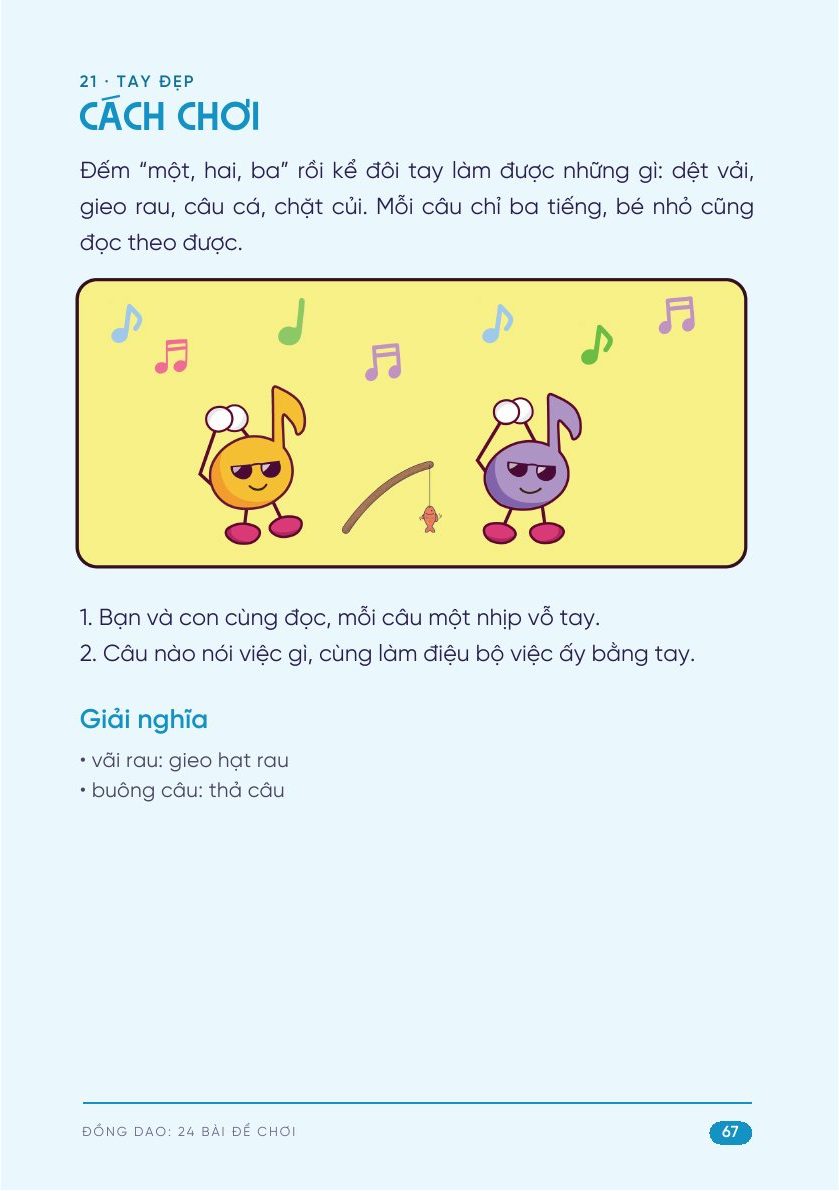 21 · TAY ĐẸP
CÁCH CHƠI
Đếm “một, hai, ba” rồi kể đôi tay làm được những gì: dệt vải,
gieo rau, câu cá, chặt củi. Mỗi câu chỉ ba tiếng, bé nhỏ cũng
đọc theo được.
1. Bạn và con cùng đọc, mỗi câu một nhịp vỗ tay.
2. Câu nào nói việc gì, cùng làm điệu bộ việc ấy bằng tay.
Giải nghĩa
• vãi rau: gieo hạt rau
• buông câu: thả câu
ĐỒNG DAO: 24 BÀI ĐỂ CHƠI
67